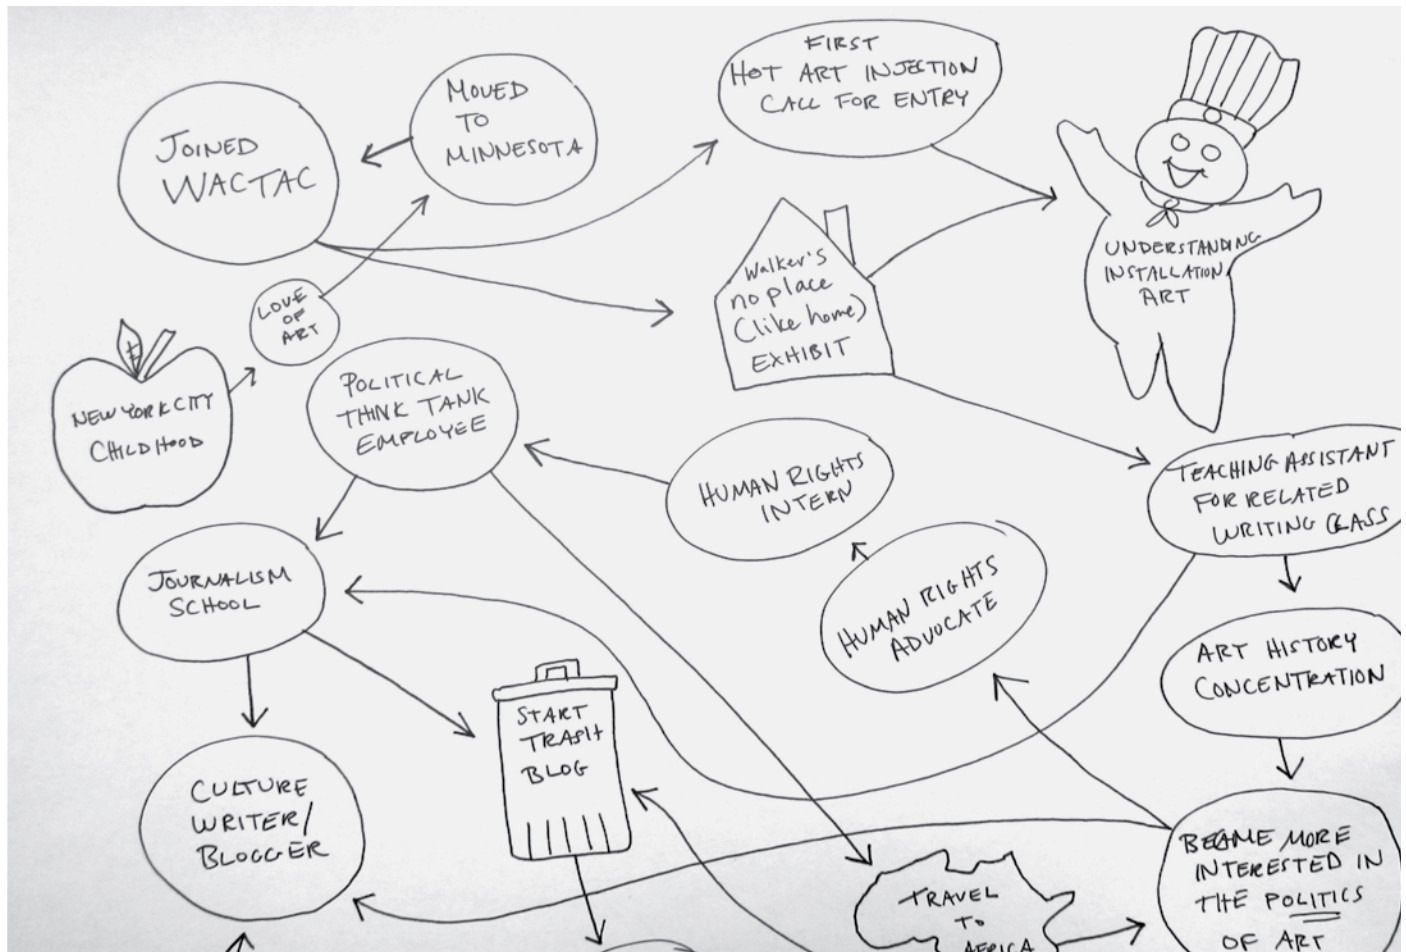 JOINED
WACTAC
MOVED
TO
MINNESOTA
FIRST
HOT ART INJECTION
CALL FOR ENTRY
UNDERSTANDING
INSTALLATION
ART
Walker's
no place
(like home)
EXHIBIT
LOVE
OF
ART
NEW YORK CITY
CHILDHOOD
POLITICAL
THINK TANK
EMPLOYEE
HUMAN RIGHTS
INTERN
TEACHING ASSISTANT
FOR RELATED
WRITING CLASS
JOURNALISM
SCHOOL
HUMAN RIGHTS
ADVOCATE
ART HISTORY
CONCENTRATION
START
TRASH
BLOG
CULTURE
WRITER/
BLOGGER
BECAME MORE
INTERESTED IN
THE POLITICS
OF ART
TRAVEL
TO
AFRICA